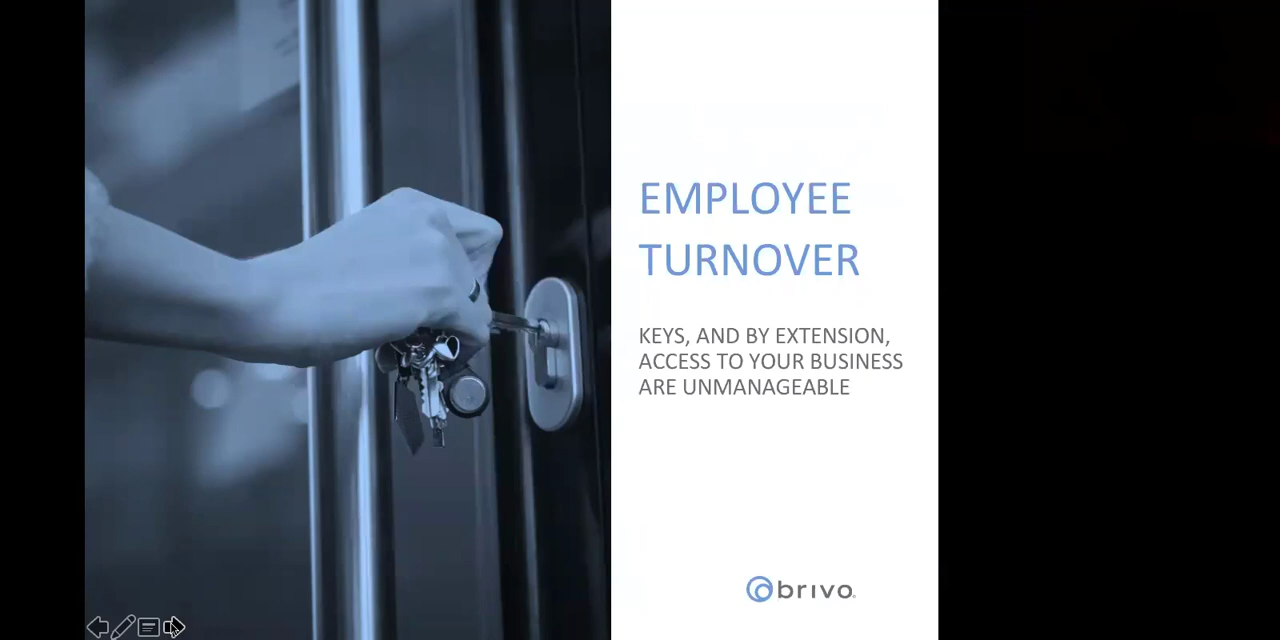 EMPLOYEE
TURNOVER
KEYS, AND BY EXTENSION,
ACCESS TO YOUR BUSINESS
ARE UNMANAGEABLE
brivo